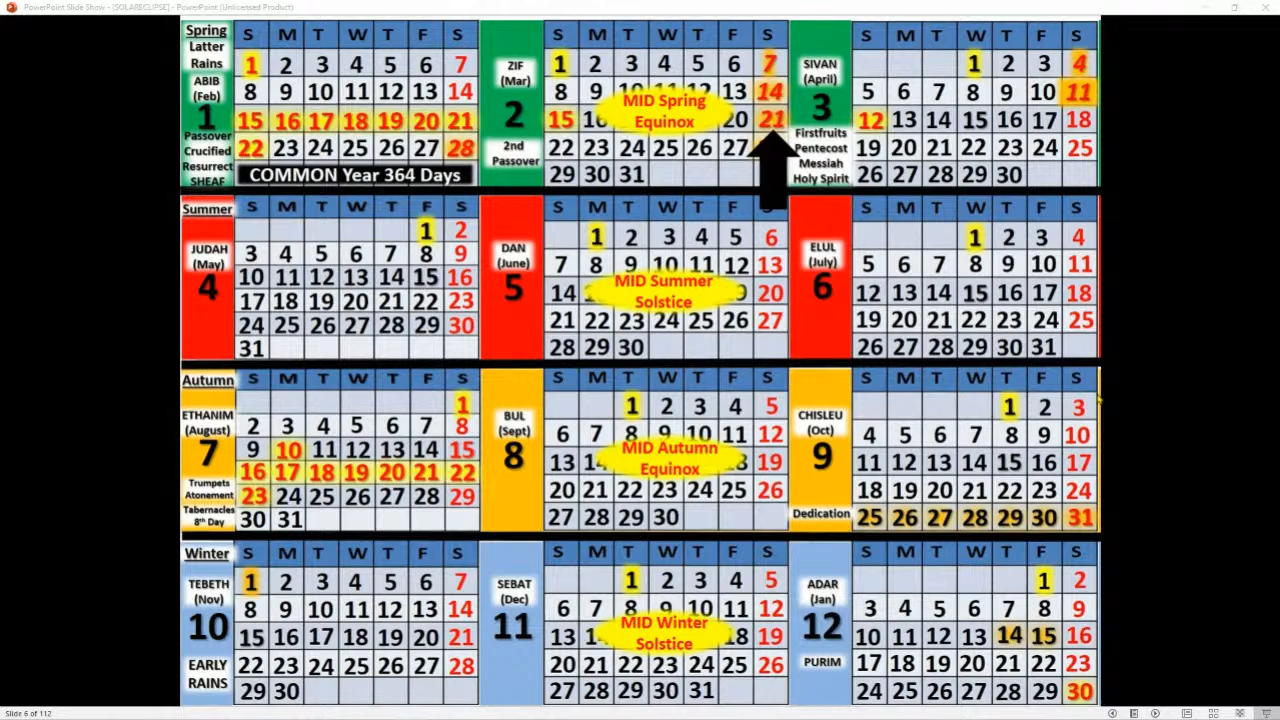 PowerPoint Slide Show - [SOLARECLIPSE] - PowerPoint (Unlicensed Product)
Spring
Latter
Rains
ABIB
(Feb)
1
Passover
Crucified
Resurrect
SHEAF
S M T W T F S
1 2 3 4 5 6 7
8 9 10 11 12 13 14
15 16 17 18 19 20 21
22 23 24 25 26 27 28
COMMON Year 364 Days
ZIF
(Mar)
2
2nd
Passover
S M T W T F S
1 2 3 4 5 6 7
8 9 10 11 12 13 14
MID Spring
Equinox
15 20 21
22 23 24 25 26 27
29 30 31
SIVAN
(April)
3
Firstfruits
Pentecost
Messiah
Holy Spirit
S M T W T F S
1 2 3 4
5 6 7 8 9 10 11
12 13 14 15 16 17 18
19 20 21 22 23 24 25
26 27 28 29 30
Summer
JUDAH
(May)
4
S M T W T F S
1 2
3 4 5 6 7 8 9
10 11 12 13 14 15 16
17 18 19 20 21 22 23
24 25 26 27 28 29 30
31
DAN
(June)
5
S M T W T F S
1 2 3 4 5 6
7 8 9 10 11 12 13
MID Summer
Solstice
14 20
21 22 23 24 25 26 27
28 29 30
ELUL
(July)
6
S M T W T F S
1 2 3 4
5 6 7 8 9 10 11
12 13 14 15 16 17 18
19 20 21 22 23 24 25
26 27 28 29 30 31
Autumn
ETHANIM
(August)
7
Trumpets
Atonement
Tabernacles
8th Day
S M T W T F S
1
2 3 4 5 6 7 8
9 10 11 12 13 14 15
16 17 18 19 20 21 22
23 24 25 26 27 28 29
30 31
BUL
(Sept)
8
S M T W T F S
1 2 3 4 5
6 7 8 9 10 11 12
MID Autumn
Equinox
13 18 19
20 21 22 23 24 25 26
27 28 29 30
CHISLEU
(Oct)
9
Dedication
S M T W T F S
1 2 3
4 5 6 7 8 9 10
11 12 13 14 15 16 17
18 19 20 21 22 23 24
25 26 27 28 29 30 31
Winter
TEBETH
(Nov)
10
EARLY
RAINS
S M T W T F S
1 2 3 4 5 6 7
8 9 10 11 12 13 14
15 16 17 18 19 20 21
22 23 24 25 26 27 28
29 30
SEBAT
(Dec)
11
S M T W T F S
1 2 3 4 5
6 7 8 9 10 11 12
MID Winter
Solstice
13 18 19
20 21 22 23 24 25 26
27 28 29 30 31
ADAR
(Jan)
12
PURIM
S M T W T F S
1 2
3 4 5 6 7 8 9
10 11 12 13 14 15 16
17 18 19 20 21 22 23
24 25 26 27 28 29 30
Slide 6 of 112